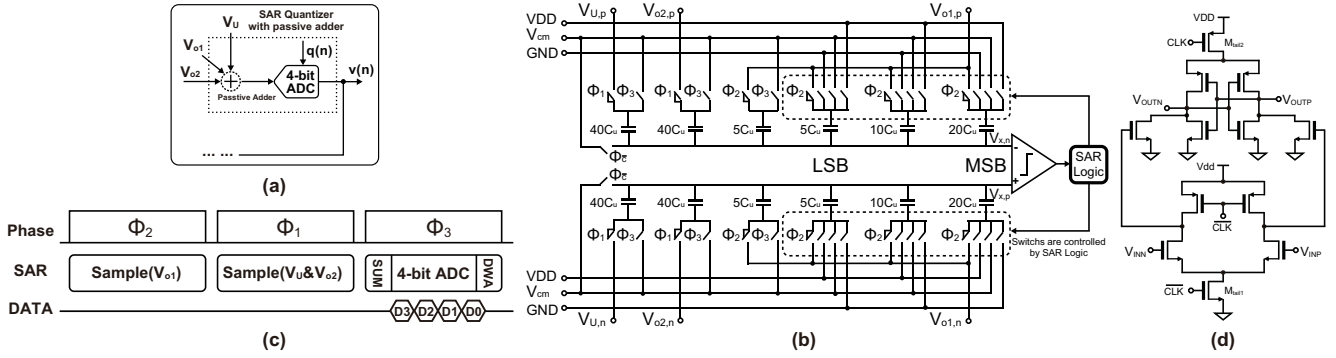 SAR Quantizer
with passive adder
V_U
V_o1
V_o2
q(n)
v(n)
4-bit
ADC
Passtive Adder
... ...
(a)
Phase
Φ2
Φ1
Φ3
SAR
Sample(V_o1)
Sample(V_U&V_o2)
SUM
4-bit ADC
DWA
DATA
D3
D2
D1
D0
(c)
V_U,p
V_o2,p
V_o1,p
VDD
V_cm
GND
Φ1
Φ3
Φ1
Φ3
Φ2
Φ3
Φ2
Φ2
Φ2
40C_u
40C_u
5C_u
5C_u
10C_u
20C_u
V_x,n
Φ_c̅
Φ_c̅
LSB
MSB
-
+
SAR
Logic
V_x,p
40C_u
40C_u
5C_u
5C_u
10C_u
20C_u
Φ1
Φ3
Φ1
Φ3
Φ2
Φ3
Φ2
Φ2
Φ2
Switchs are controlled
by SAR Logic
VDD
V_cm
GND
V_U,n
V_o2,n
V_o1,n
(b)
VDD
CLK
M_tail2
V_OUTN
V_OUTP
Vdd
C̅L̅K̅
V_INN
V_INP
C̅L̅K̅
M_tail1
(d)